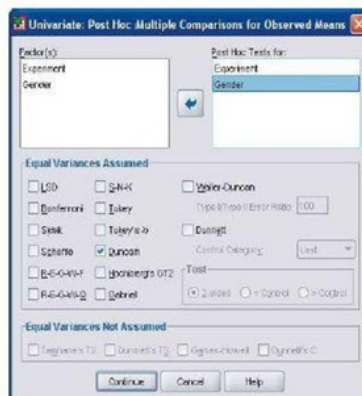 Univariate: Post Hoc Multiple Comparisons for Observed Means
Factor(s):
Post Hoc Tests for:
Experiment
Gender
Experiment
Gender
Equal Variances Assumed
LSD
S-N-K
Waller-Duncan
Bonferroni
Tukey
Type I/Type II Error Ratio: 100
Sidak
Tukey's-b
Dunnett
Scheffe
Duncan
Control Category: Last
R-E-G-W-F
Hochberg's GT2
Test
R-E-G-W-Q
Gabriel
2-sided
< Control
> Control
Equal Variances Not Assumed
Tamhane's T2
Dunnett's T3
Games-Howell
Dunnett's C
Continue
Cancel
Help